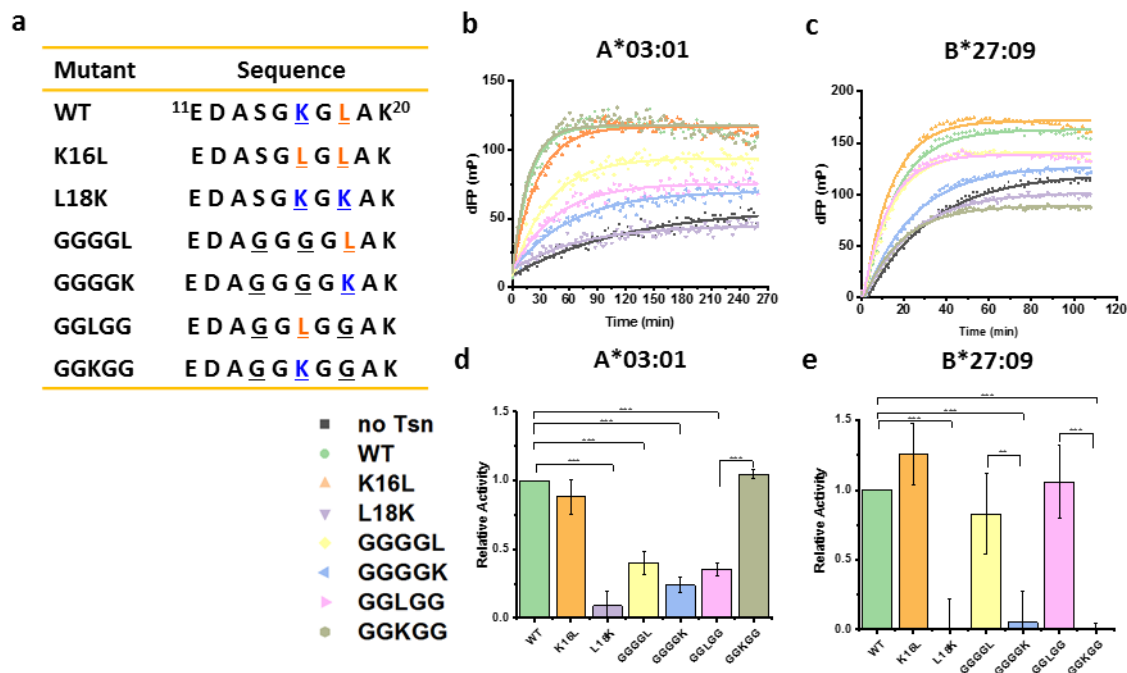 a
Mutant Sequence
WT ¹¹E D A S G K G L A K²⁰
K16L E D A S G L G L A K
L18K E D A S G K G K A K
GGGGL E D A G G G G L A K
GGGGK E D A G G G G K A K
GGLGG E D A G G L G G A K
GGKGG E D A G G K G G A K
no Tsn
WT
K16L
L18K
GGGGL
GGGGK
GGLGG
GGKGG
b
A*03:01
dFP (mP)
150
100
50
0
0 30 60 90 120 150 180 210 240 270
Time (min)
c
B*27:09
dFP (mP)
200
150
100
50
0
0 20 40 60 80 100 120
Time (min)
d
A*03:01
Relative Activity
1.5
1.0
0.5
0.0
WT K16L L18K GGGGL GGGGK GGLGG GGKGG
e
B*27:09
Relative Activity
1.5
1.0
0.5
0.0
WT K16L L18K GGGGL GGGGK GGLGG GGKGG